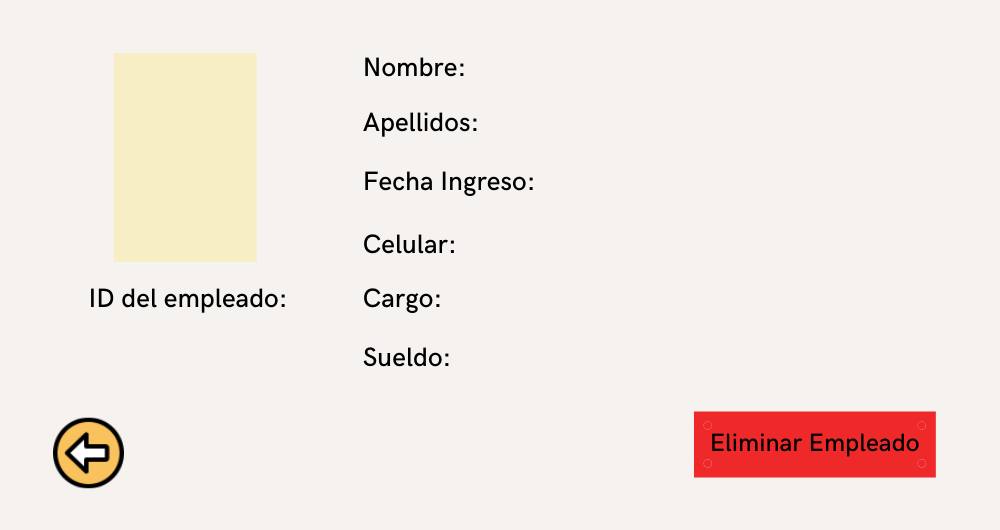 Nombre:
Apellidos:
Fecha Ingreso:
Celular:
ID del empleado:
Cargo:
Sueldo:
Eliminar Empleado